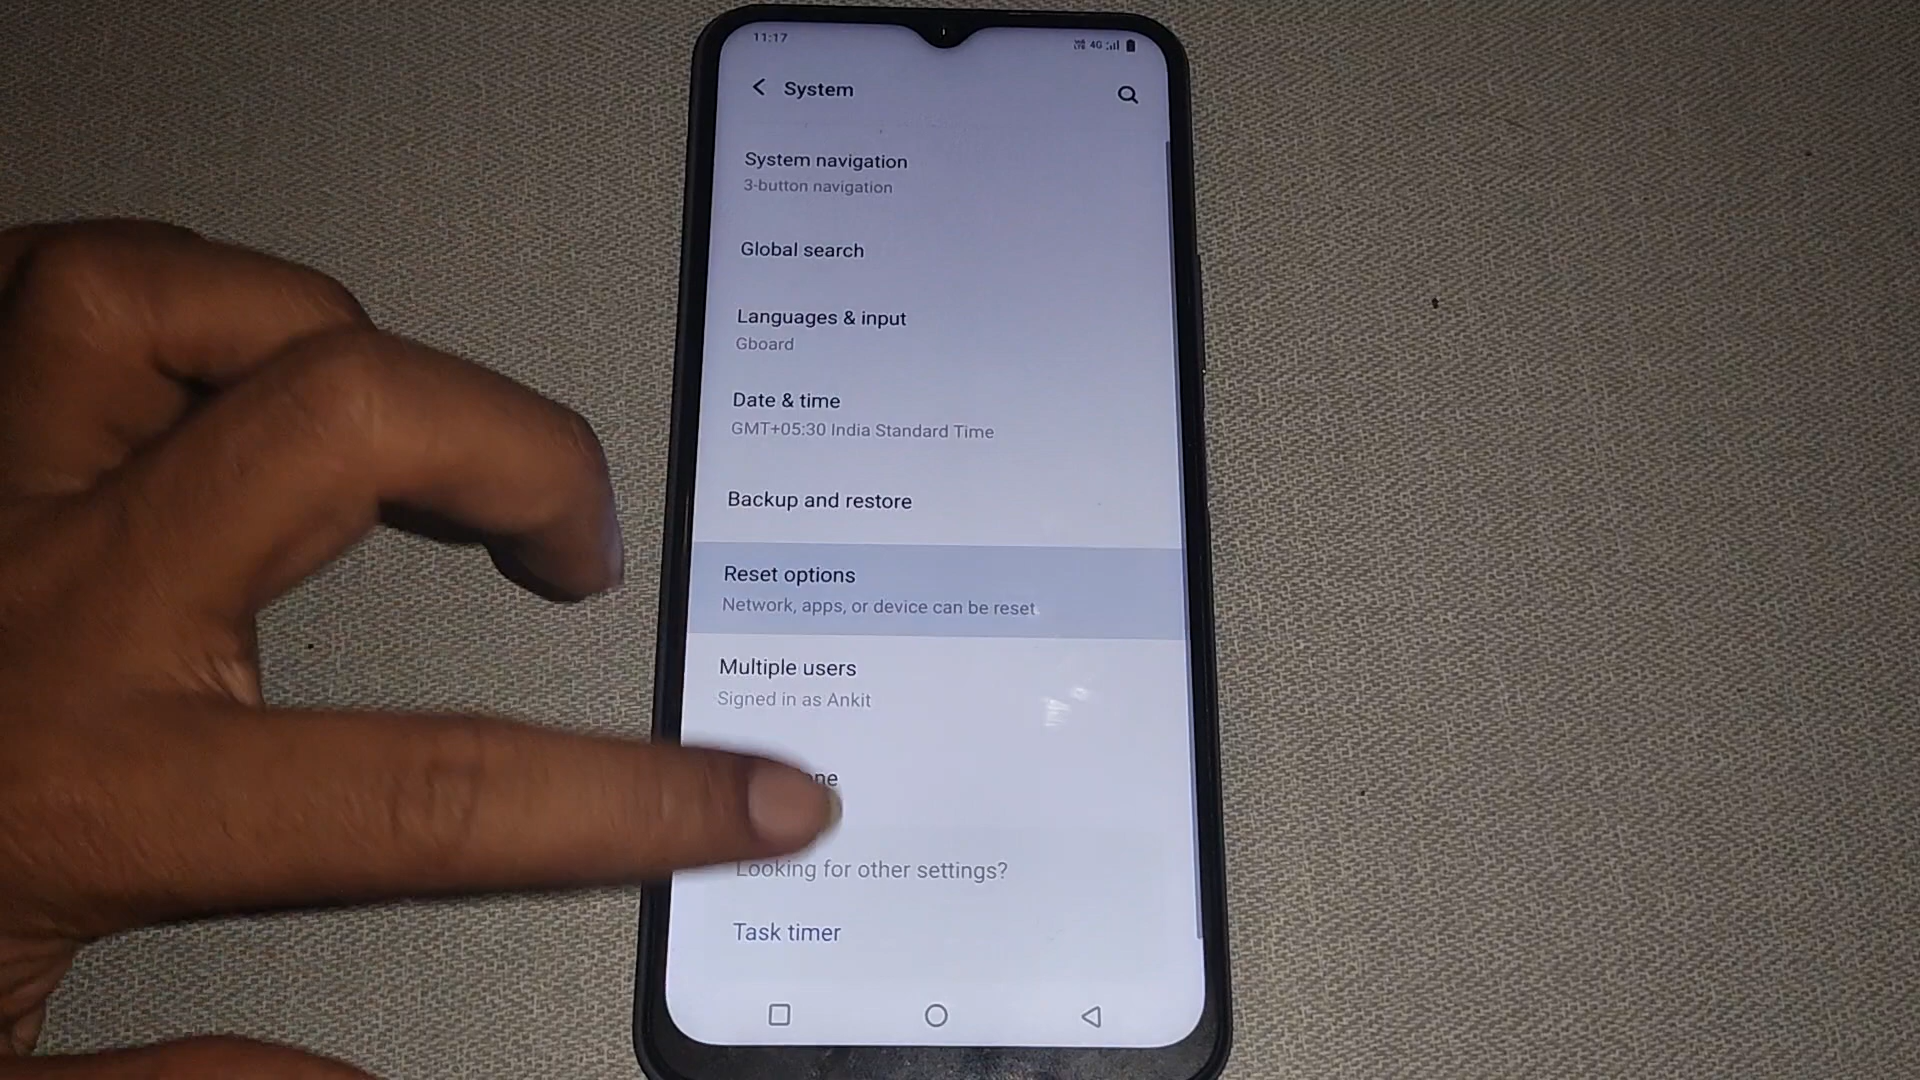 11:17
4G
System
System navigation
3-button navigation
Global search
Languages & input
Gboard
Date & time
GMT+05:30 India Standard Time
Backup and restore
Reset options
Network, apps, or device can be reset
Multiple users
Signed in as Ankit
Looking for other settings?
Task timer